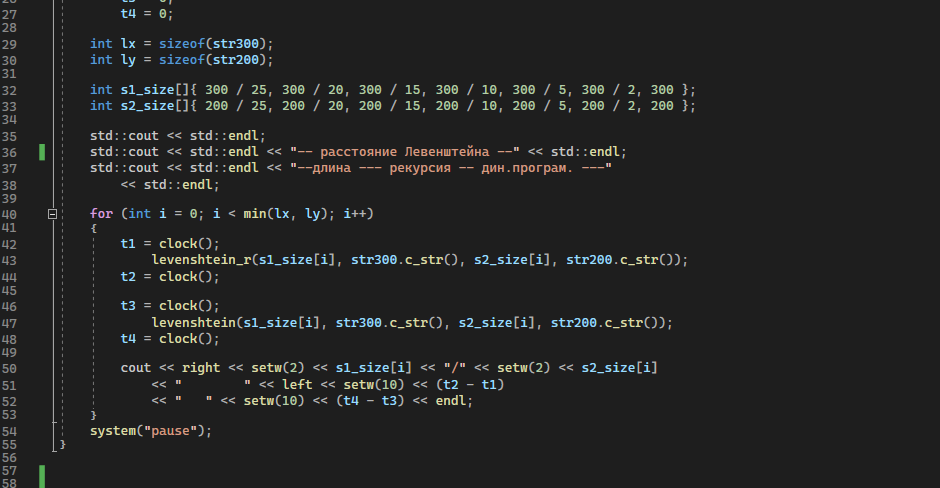 27 t4 = 0;
28
29 int lx = sizeof(str300);
30 int ly = sizeof(str200);
31
32 int s1_size[]{ 300 / 25, 300 / 20, 300 / 15, 300 / 10, 300 / 5, 300 / 2, 300 };
33 int s2_size[]{ 200 / 25, 200 / 20, 200 / 15, 200 / 10, 200 / 5, 200 / 2, 200 };
34
35 std::cout << std::endl;
36 std::cout << std::endl << "-- расстояние Левенштейна --" << std::endl;
37 std::cout << std::endl << "--длина --- рекурсия -- дин.програм. ---"
38 << std::endl;
39
40 for (int i = 0; i < min(lx, ly); i++)
41 {
42 t1 = clock();
43 levenshtein_r(s1_size[i], str300.c_str(), s2_size[i], str200.c_str());
44 t2 = clock();
45
46 t3 = clock();
47 levenshtein(s1_size[i], str300.c_str(), s2_size[i], str200.c_str());
48 t4 = clock();
49
50 cout << right << setw(2) << s1_size[i] << "/" << setw(2) << s2_size[i]
51 << "        " << left << setw(10) << (t2 - t1)
52 << "   " << setw(10) << (t4 - t3) << endl;
53 }
54 system("pause");
55 }
56
57
58